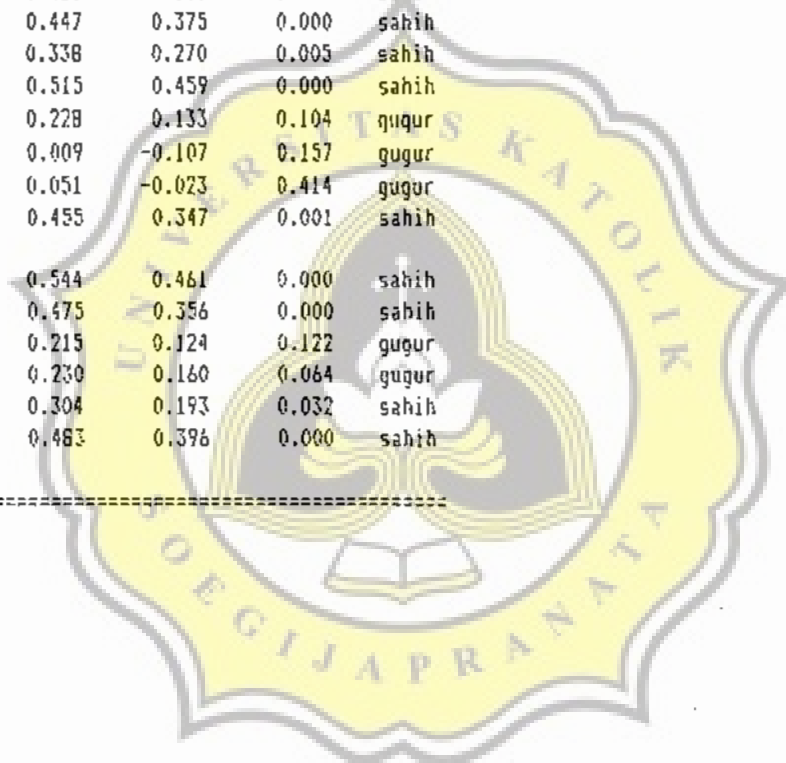 0.447 0.375 0.000 sahih
0.338 0.270 0.005 sahih
0.515 0.459 0.000 sahih
0.228 0.133 0.104 gugur
0.009 -0.107 0.157 gugur
0.051 -0.023 0.414 gugur
0.455 0.347 0.001 sahih
0.544 0.461 0.000 sahih
0.475 0.356 0.000 sahih
0.215 0.124 0.122 gugur
0.230 0.160 0.064 gugur
0.304 0.193 0.032 sahih
0.483 0.396 0.000 sahih
UNIVERSITAS KATOLIK
SOEGIJAPRANATA